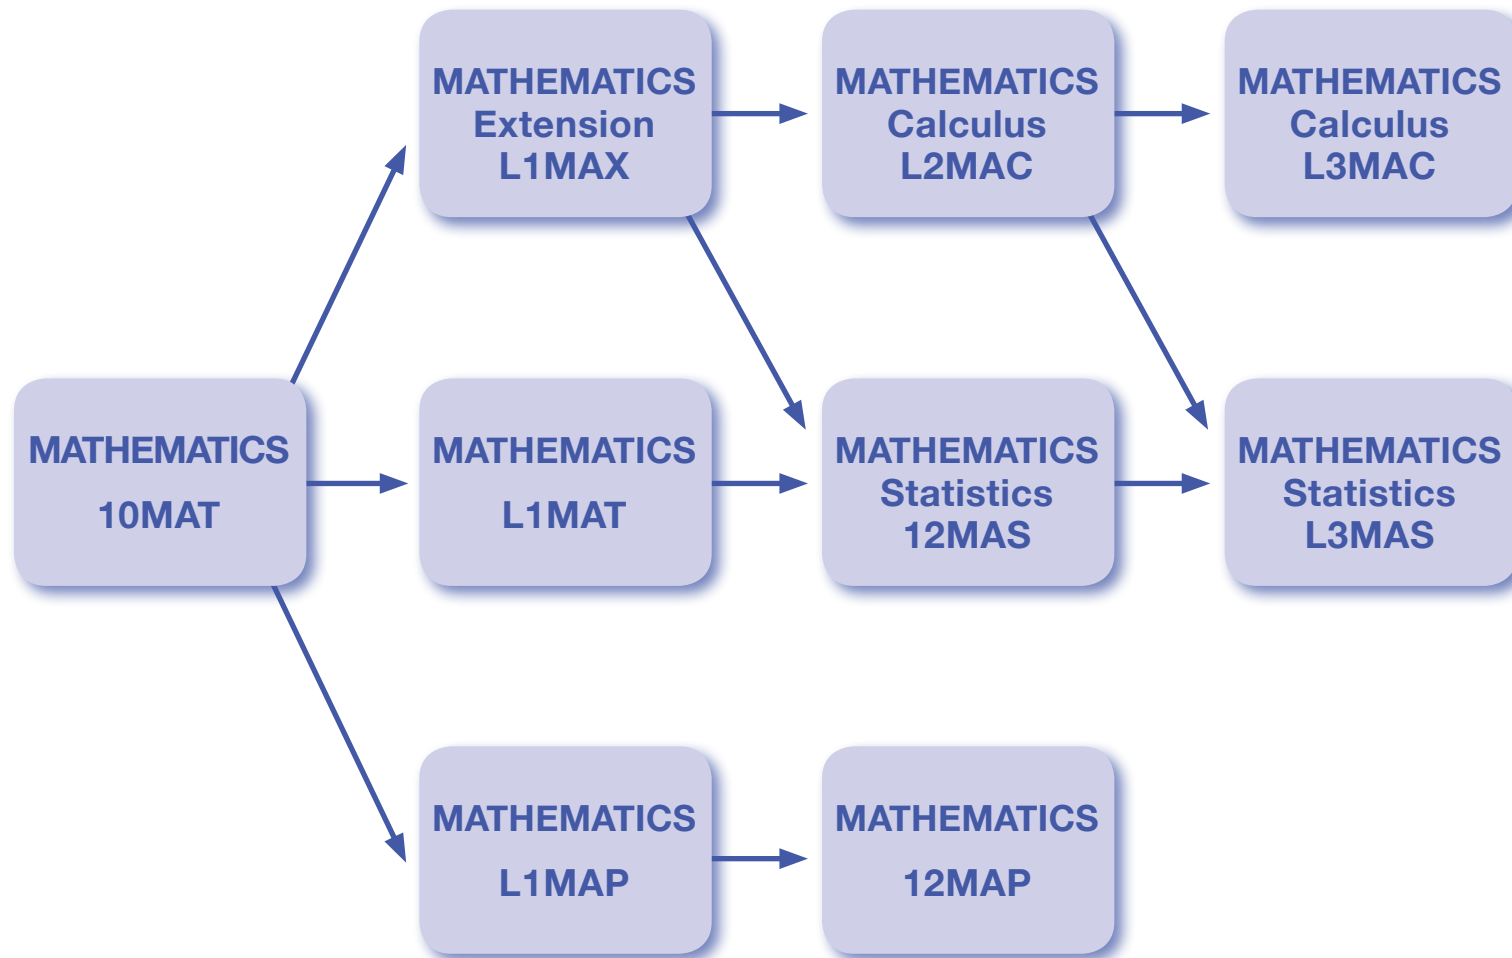 MATHEMATICS
Extension
L1MAX
MATHEMATICS
Calculus
L2MAC
MATHEMATICS
Calculus
L3MAC
MATHEMATICS
10MAT
MATHEMATICS
L1MAT
MATHEMATICS
Statistics
12MAS
MATHEMATICS
Statistics
L3MAS
MATHEMATICS
L1MAP
MATHEMATICS
12MAP